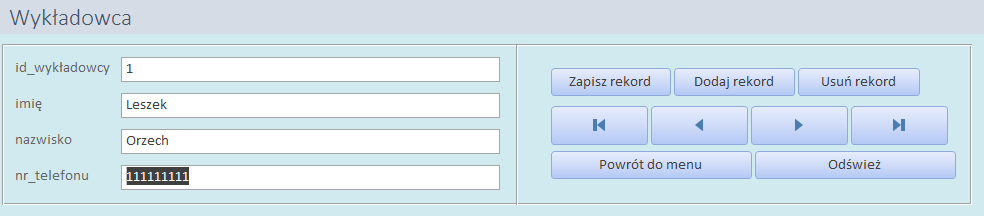 Wykładowca
id_wykładowcy 1
imię Leszek
nazwisko Orzech
nr_telefonu 111111111
Zapisz rekord Dodaj rekord Usuń rekord
Powrót do menu Odśwież